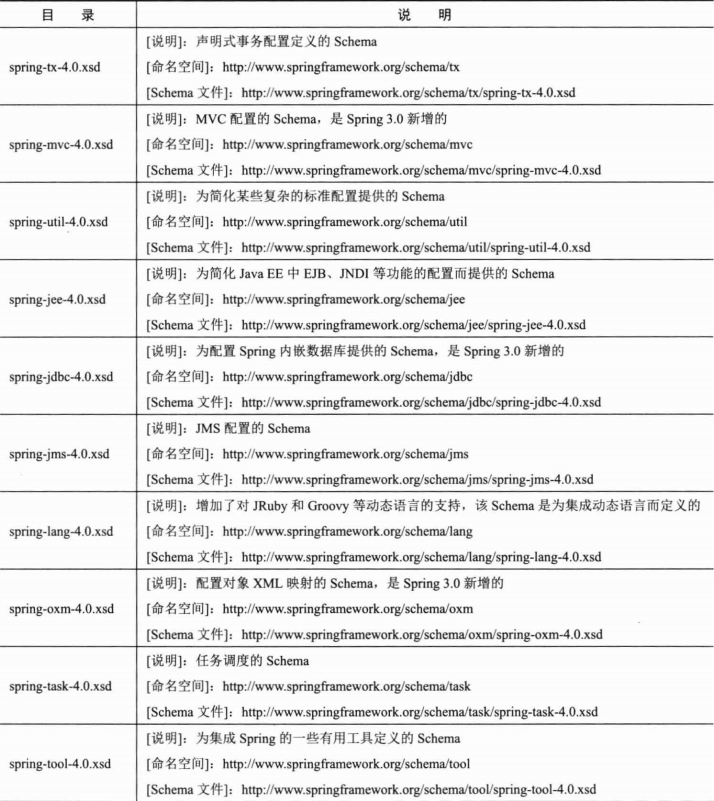 目 录 说 明
[说明]：声明式事务配置定义的 Schema
spring-tx-4.0.xsd [命名空间]：http://www.springframework.org/schema/tx
[Schema 文件]：http://www.springframework.org/schema/tx/spring-tx-4.0.xsd
[说明]：MVC 配置的 Schema，是 Spring 3.0 新增的
spring-mvc-4.0.xsd [命名空间]：http://www.springframework.org/schema/mvc
[Schema 文件]：http://www.springframework.org/schema/mvc/spring-mvc-4.0.xsd
[说明]：为简化某些复杂的标准配置提供的 Schema
spring-util-4.0.xsd [命名空间]：http://www.springframework.org/schema/util
[Schema 文件]：http://www.springframework.org/schema/util/spring-util-4.0.xsd
[说明]：为简化 Java EE 中 EJB、JNDI 等功能的配置而提供的 Schema
spring-jee-4.0.xsd [命名空间]：http://www.springframework.org/schema/jee
[Schema 文件]：http://www.springframework.org/schema/jee/spring-jee-4.0.xsd
[说明]：为配置 Spring 内嵌数据库提供的 Schema，是 Spring 3.0 新增的
spring-jdbc-4.0.xsd [命名空间]：http://www.springframework.org/schema/jdbc
[Schema 文件]：http://www.springframework.org/schema/jdbc/spring-jdbc-4.0.xsd
[说明]：JMS 配置的 Schema
spring-jms-4.0.xsd [命名空间]：http://www.springframework.org/schema/jms
[Schema 文件]：http://www.springframework.org/schema/jms/spring-jms-4.0.xsd
[说明]：增加了对 JRuby 和 Groovy 等动态语言的支持，该 Schema 是为集成动态语言而定义的
spring-lang-4.0.xsd [命名空间]：http://www.springframework.org/schema/lang
[Schema 文件]：http://www.springframework.org/schema/lang/spring-lang-4.0.xsd
[说明]：配置对象 XML 映射的 Schema，是 Spring 3.0 新增的
spring-oxm-4.0.xsd [命名空间]：http://www.springframework.org/schema/oxm
[Schema 文件]：http://www.springframework.org/schema/oxm/spring-oxm-4.0.xsd
[说明]：任务调度的 Schema
spring-task-4.0.xsd [命名空间]：http://www.springframework.org/schema/task
[Schema 文件]：http://www.springframework.org/schema/task/spring-task-4.0.xsd
[说明]：为集成 Spring 的一些有用工具定义的 Schema
spring-tool-4.0.xsd [命名空间]：http://www.springframework.org/schema/tool
[Schema 文件]：http://www.springframework.org/schema/tool/spring-tool-4.0.xsd